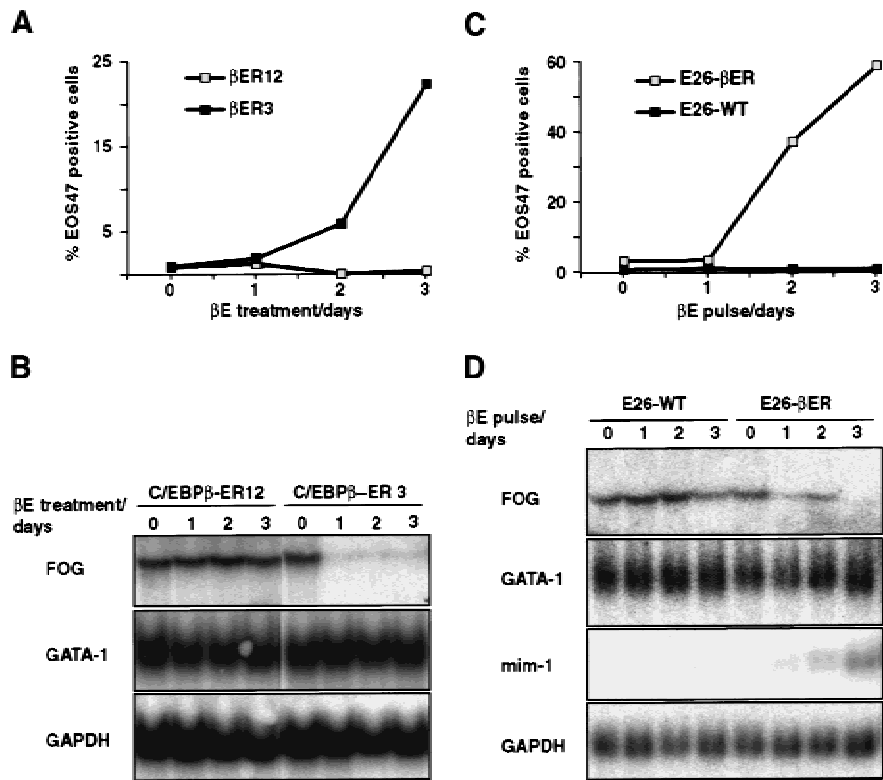 A
25
15
5
% EOS47 positive cells
βER12
βER3
0 1 2 3
βE treatment/days
C
60
40
20
0
% EOS47 positive cells
E26-βER
E26-WT
0 1 2 3
βE pulse/days
B
C/EBPβ-ER12 C/EBPβ–ER 3
βE treatment/
days
0 1 2 3 0 1 2 3
FOG
GATA-1
GAPDH
D
E26-WT E26-βER
βE pulse/
days
0 1 2 3 0 1 2 3
FOG
GATA-1
mim-1
GAPDH